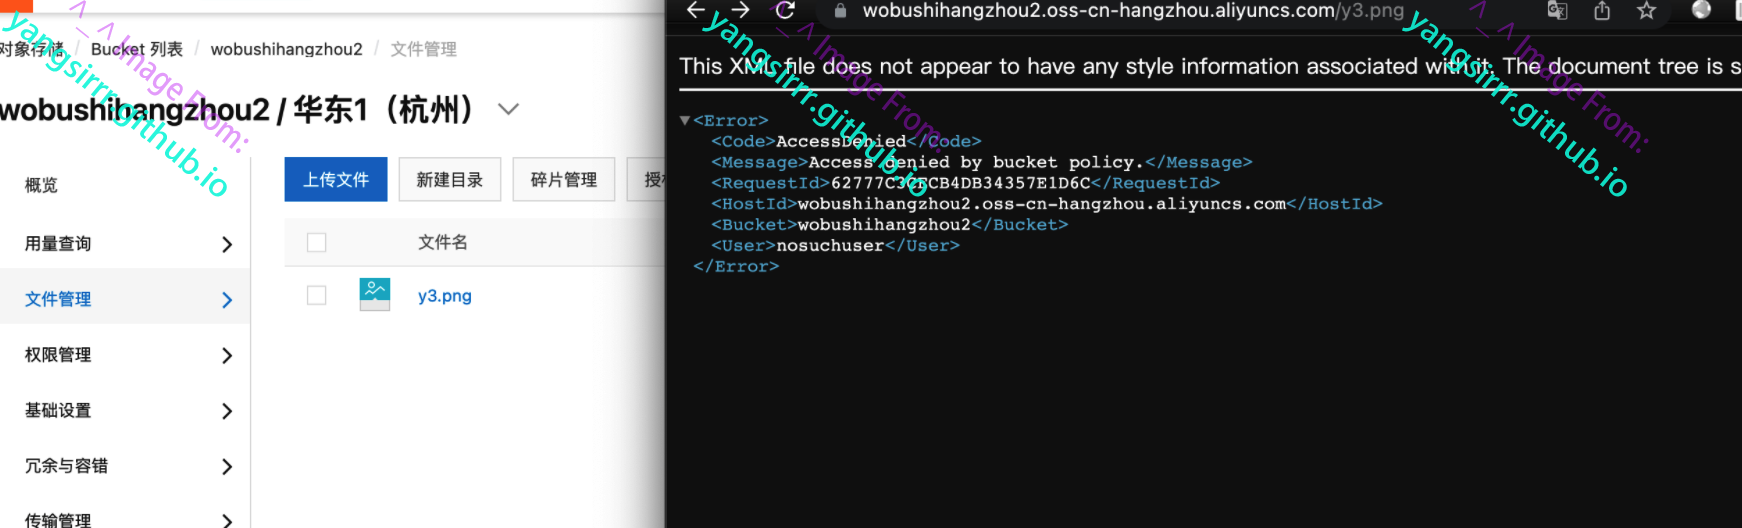 对象存储 / Bucket 列表 / wobushihangzhou2 / 文件管理
wobushihangzhou2 / 华东1（杭州）
概览
用量查询
文件管理
权限管理
基础设置
冗余与容错
传输管理
上传文件
新建目录
碎片管理
文件名
y3.png
wobushihangzhou2.oss-cn-hangzhou.aliyuncs.com/y3.png
This XML file does not appear to have any style information associated with it. The document tree is s
<Error>
<Code>AccessDenied</Code>
<Message>Access denied by bucket policy.</Message>
<RequestId>62777C3CECB4DB34357E1D6C</RequestId>
<HostId>wobushihangzhou2.oss-cn-hangzhou.aliyuncs.com</HostId>
<Bucket>wobushihangzhou2</Bucket>
<User>nosuchuser</User>
</Error>
^_^ Image From:
yangsirrr.github.io
^_^ Image From:
yangsirrr.github.io
^_^ Image From:
yangsirrr.github.io